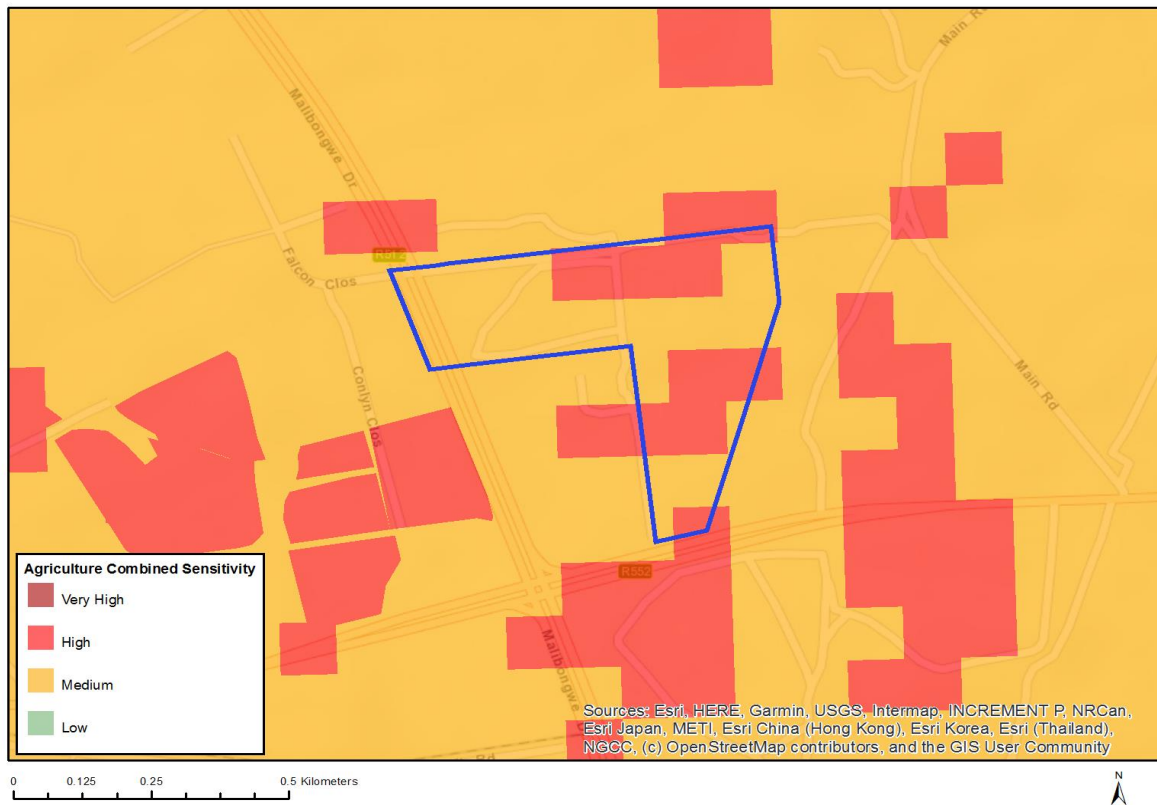 Main Rd
Malibongwe Dr
R512
Falcon Clos
Conlyn Clos
Main Rd
R552
Malibongwe D
Rd
Agriculture Combined Sensitivity
Very High
High
Medium
Low
Sources: Esri, HERE, Garmin, USGS, Intermap, INCREMENT P, NRCan,
Esri Japan, METI, Esri China (Hong Kong), Esri Korea, Esri (Thailand),
NGCC, (c) OpenStreetMap contributors, and the GIS User Community
0 0.125 0.25 0.5 Kilometers
N